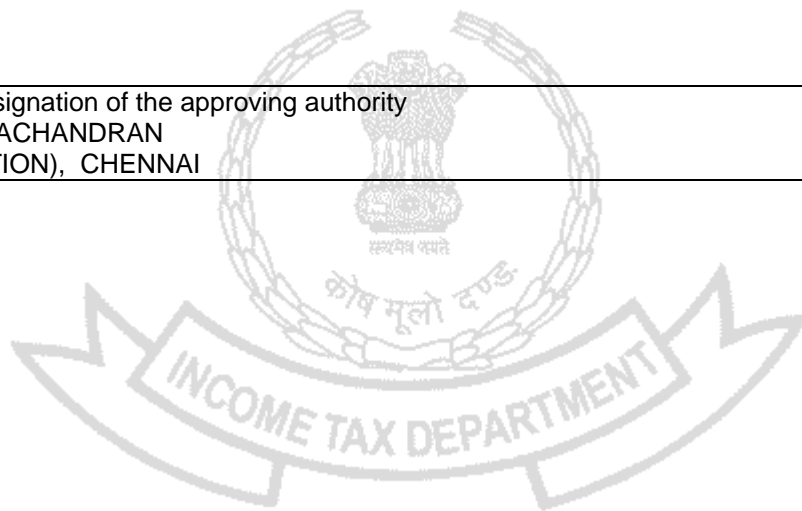 signation of the approving authority
ACHANDRAN
TION), CHENNAI
सत्यमेव जयते
कोष मूलो दण्डः
INCOME TAX DEPARTMENT